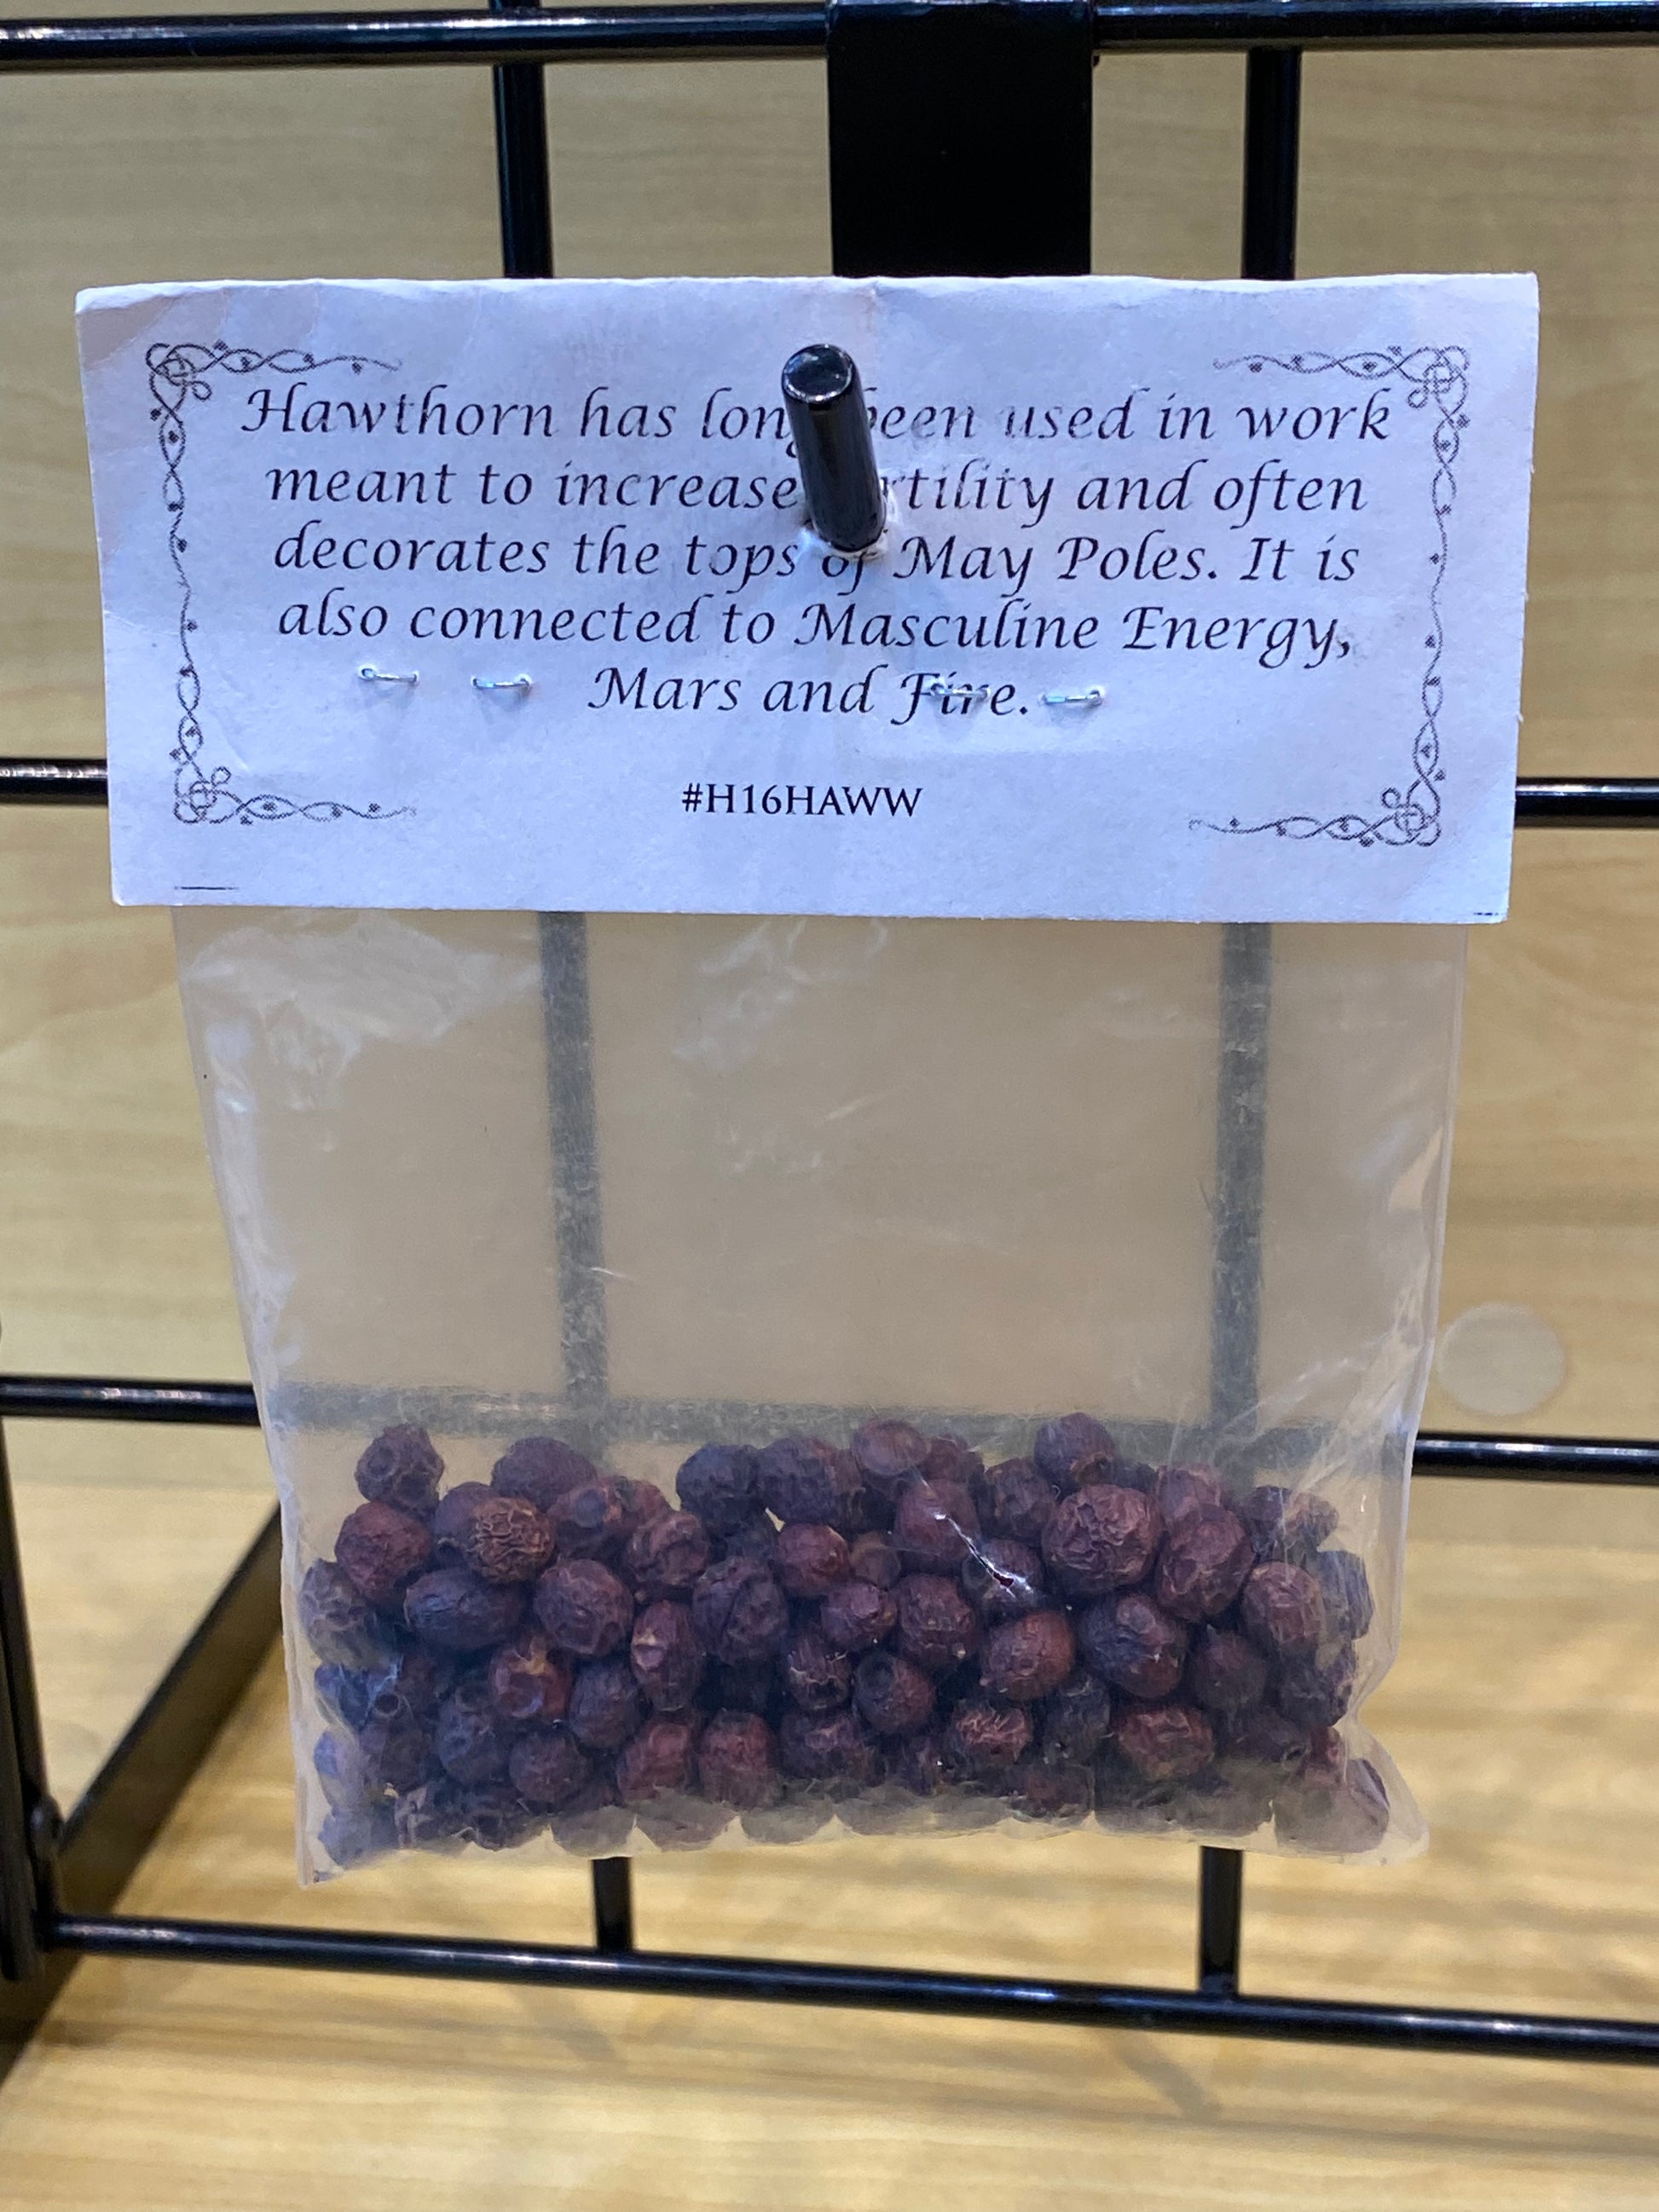 Hawthorn has long been used in work
meant to increase fertility and often
decorates the tops of May Poles. It is
also connected to Masculine Energy,
Mars and Fire.
#H16HAWW